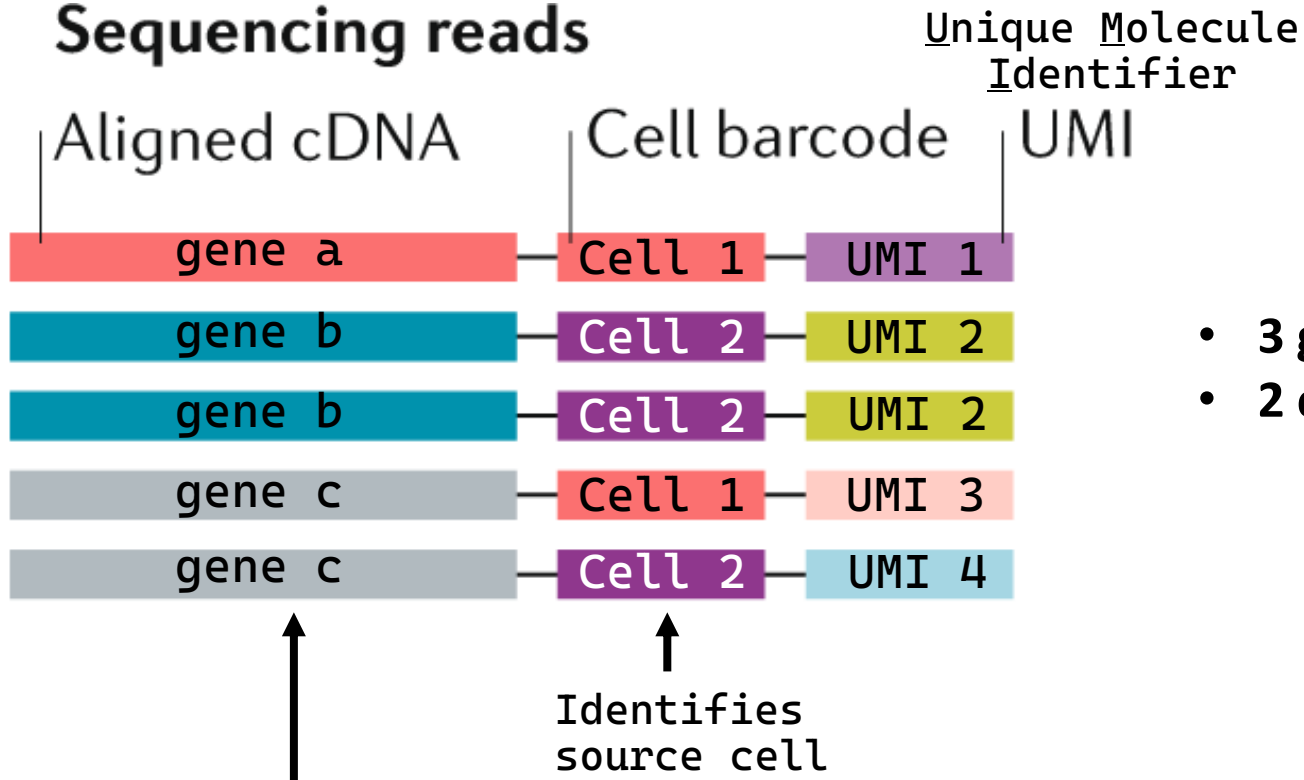 Sequencing reads
Unique Molecule
Identifier
Aligned cDNA
Cell barcode
UMI
gene a Cell 1 UMI 1
gene b Cell 2 UMI 2
gene b Cell 2 UMI 2
gene c Cell 1 UMI 3
gene c Cell 2 UMI 4
• 3
• 2
Identifies
source cell